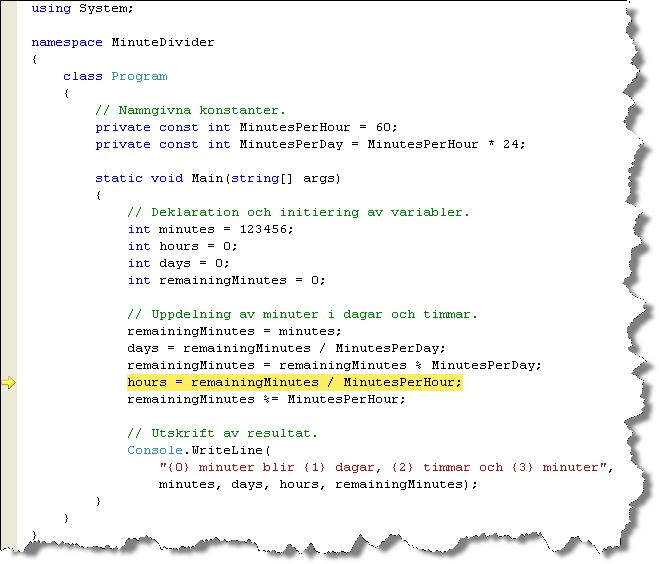 using System;
namespace MinuteDivider
{
class Program
{
// Namngivna konstanter.
private const int MinutesPerHour = 60;
private const int MinutesPerDay = MinutesPerHour * 24;
static void Main(string[] args)
{
// Deklaration och initiering av variabler.
int minutes = 123456;
int hours = 0;
int days = 0;
int remainingMinutes = 0;
// Uppdelning av minuter i dagar och timmar.
remainingMinutes = minutes;
days = remainingMinutes / MinutesPerDay;
remainingMinutes = remainingMinutes % MinutesPerDay;
hours = remainingMinutes / MinutesPerHour;
remainingMinutes %= MinutesPerHour;
// Utskrift av resultat.
Console.WriteLine(
"{0} minuter blir {1} dagar, {2} timmar och {3} minuter",
minutes, days, hours, remainingMinutes);
}
}
}